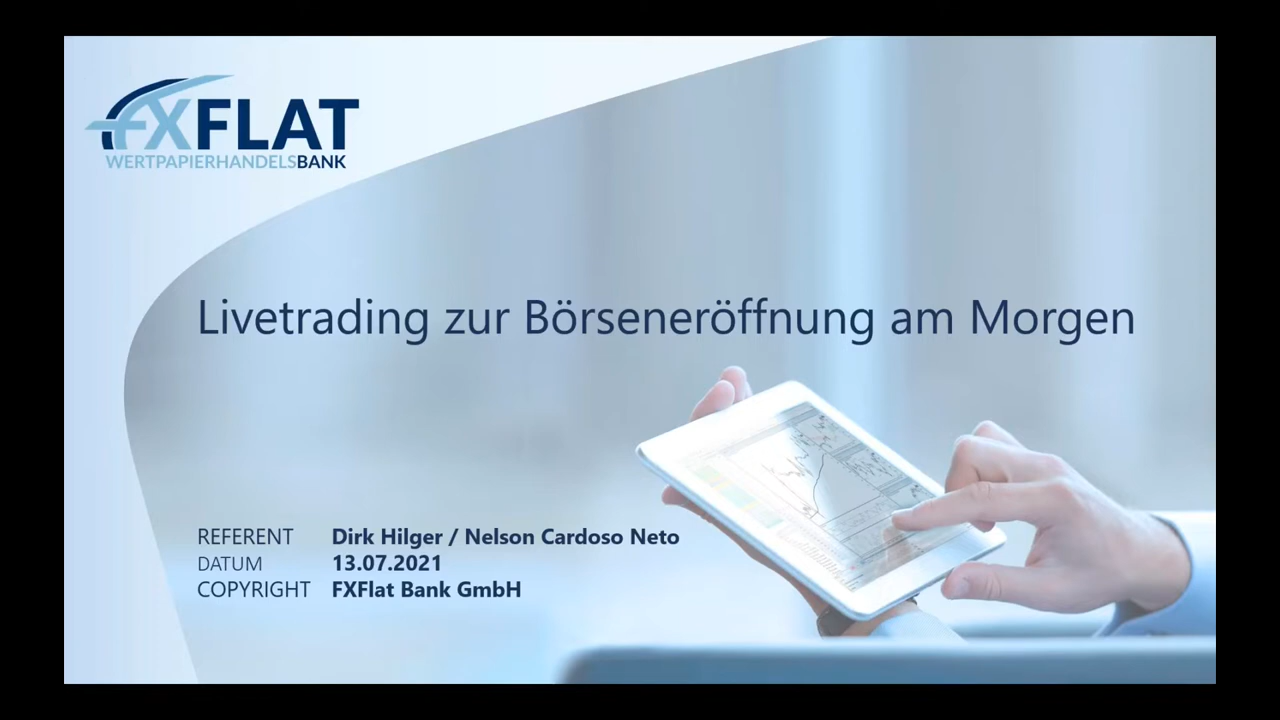 FXFLAT
WERTPAPIERHANDELSBANK
Livetrading zur Börseneröffnung am Morgen
REFERENT Dirk Hilger / Nelson Cardoso Neto
DATUM 13.07.2021
COPYRIGHT FXFlat Bank GmbH